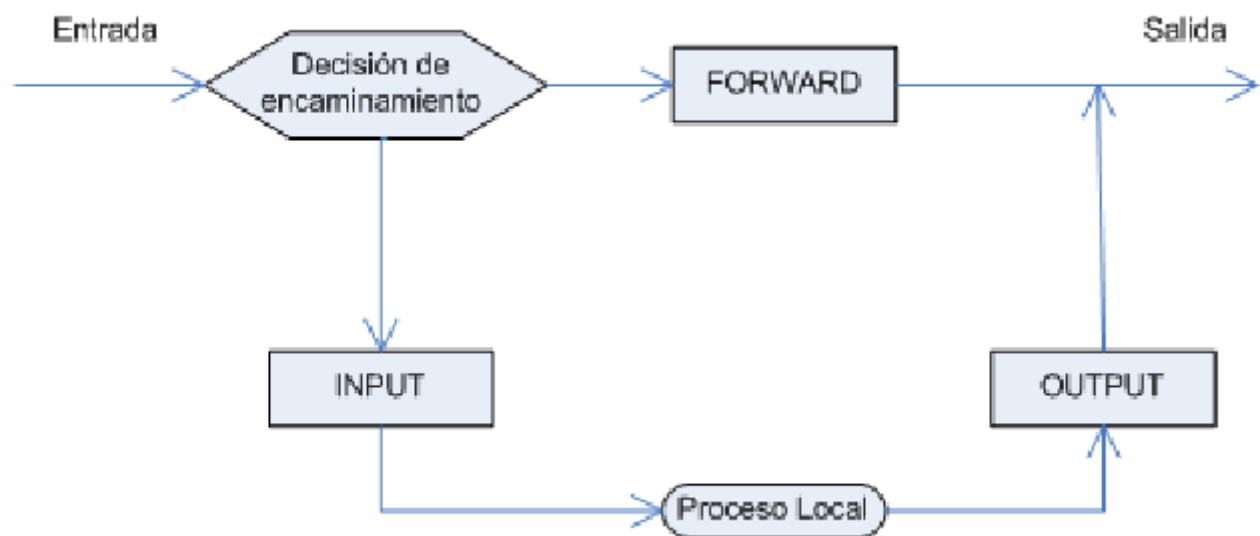 Entrada
Salida
Decisión de
encaminamiento
FORWARD
INPUT
OUTPUT
Proceso Local